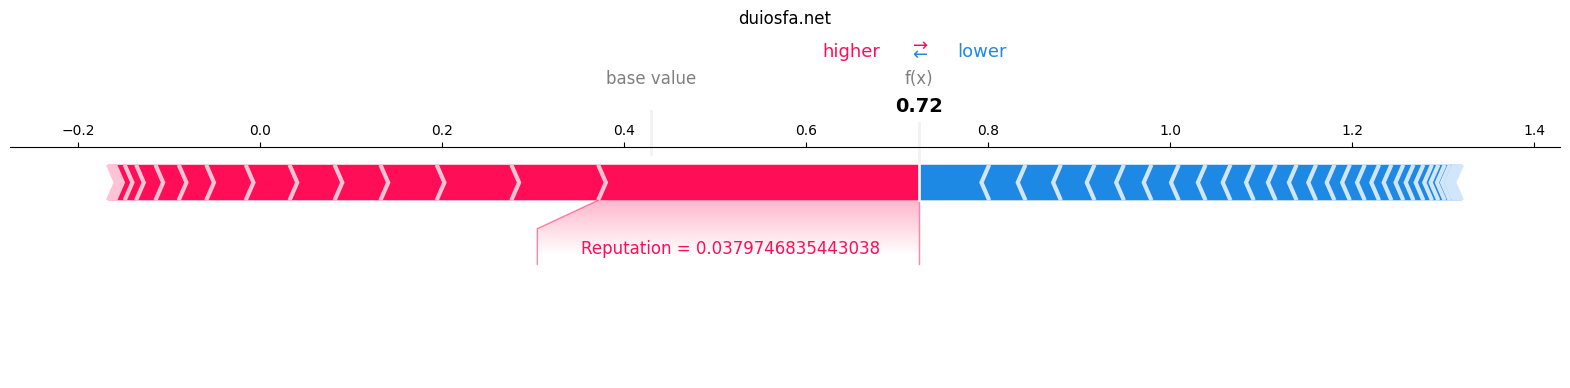 duiosfa.net
higher ⇄ lower
base value f(x)
0.72
−0.2 0.0 0.2 0.4 0.6 0.8 1.0 1.2 1.4
Reputation = 0.0379746835443038